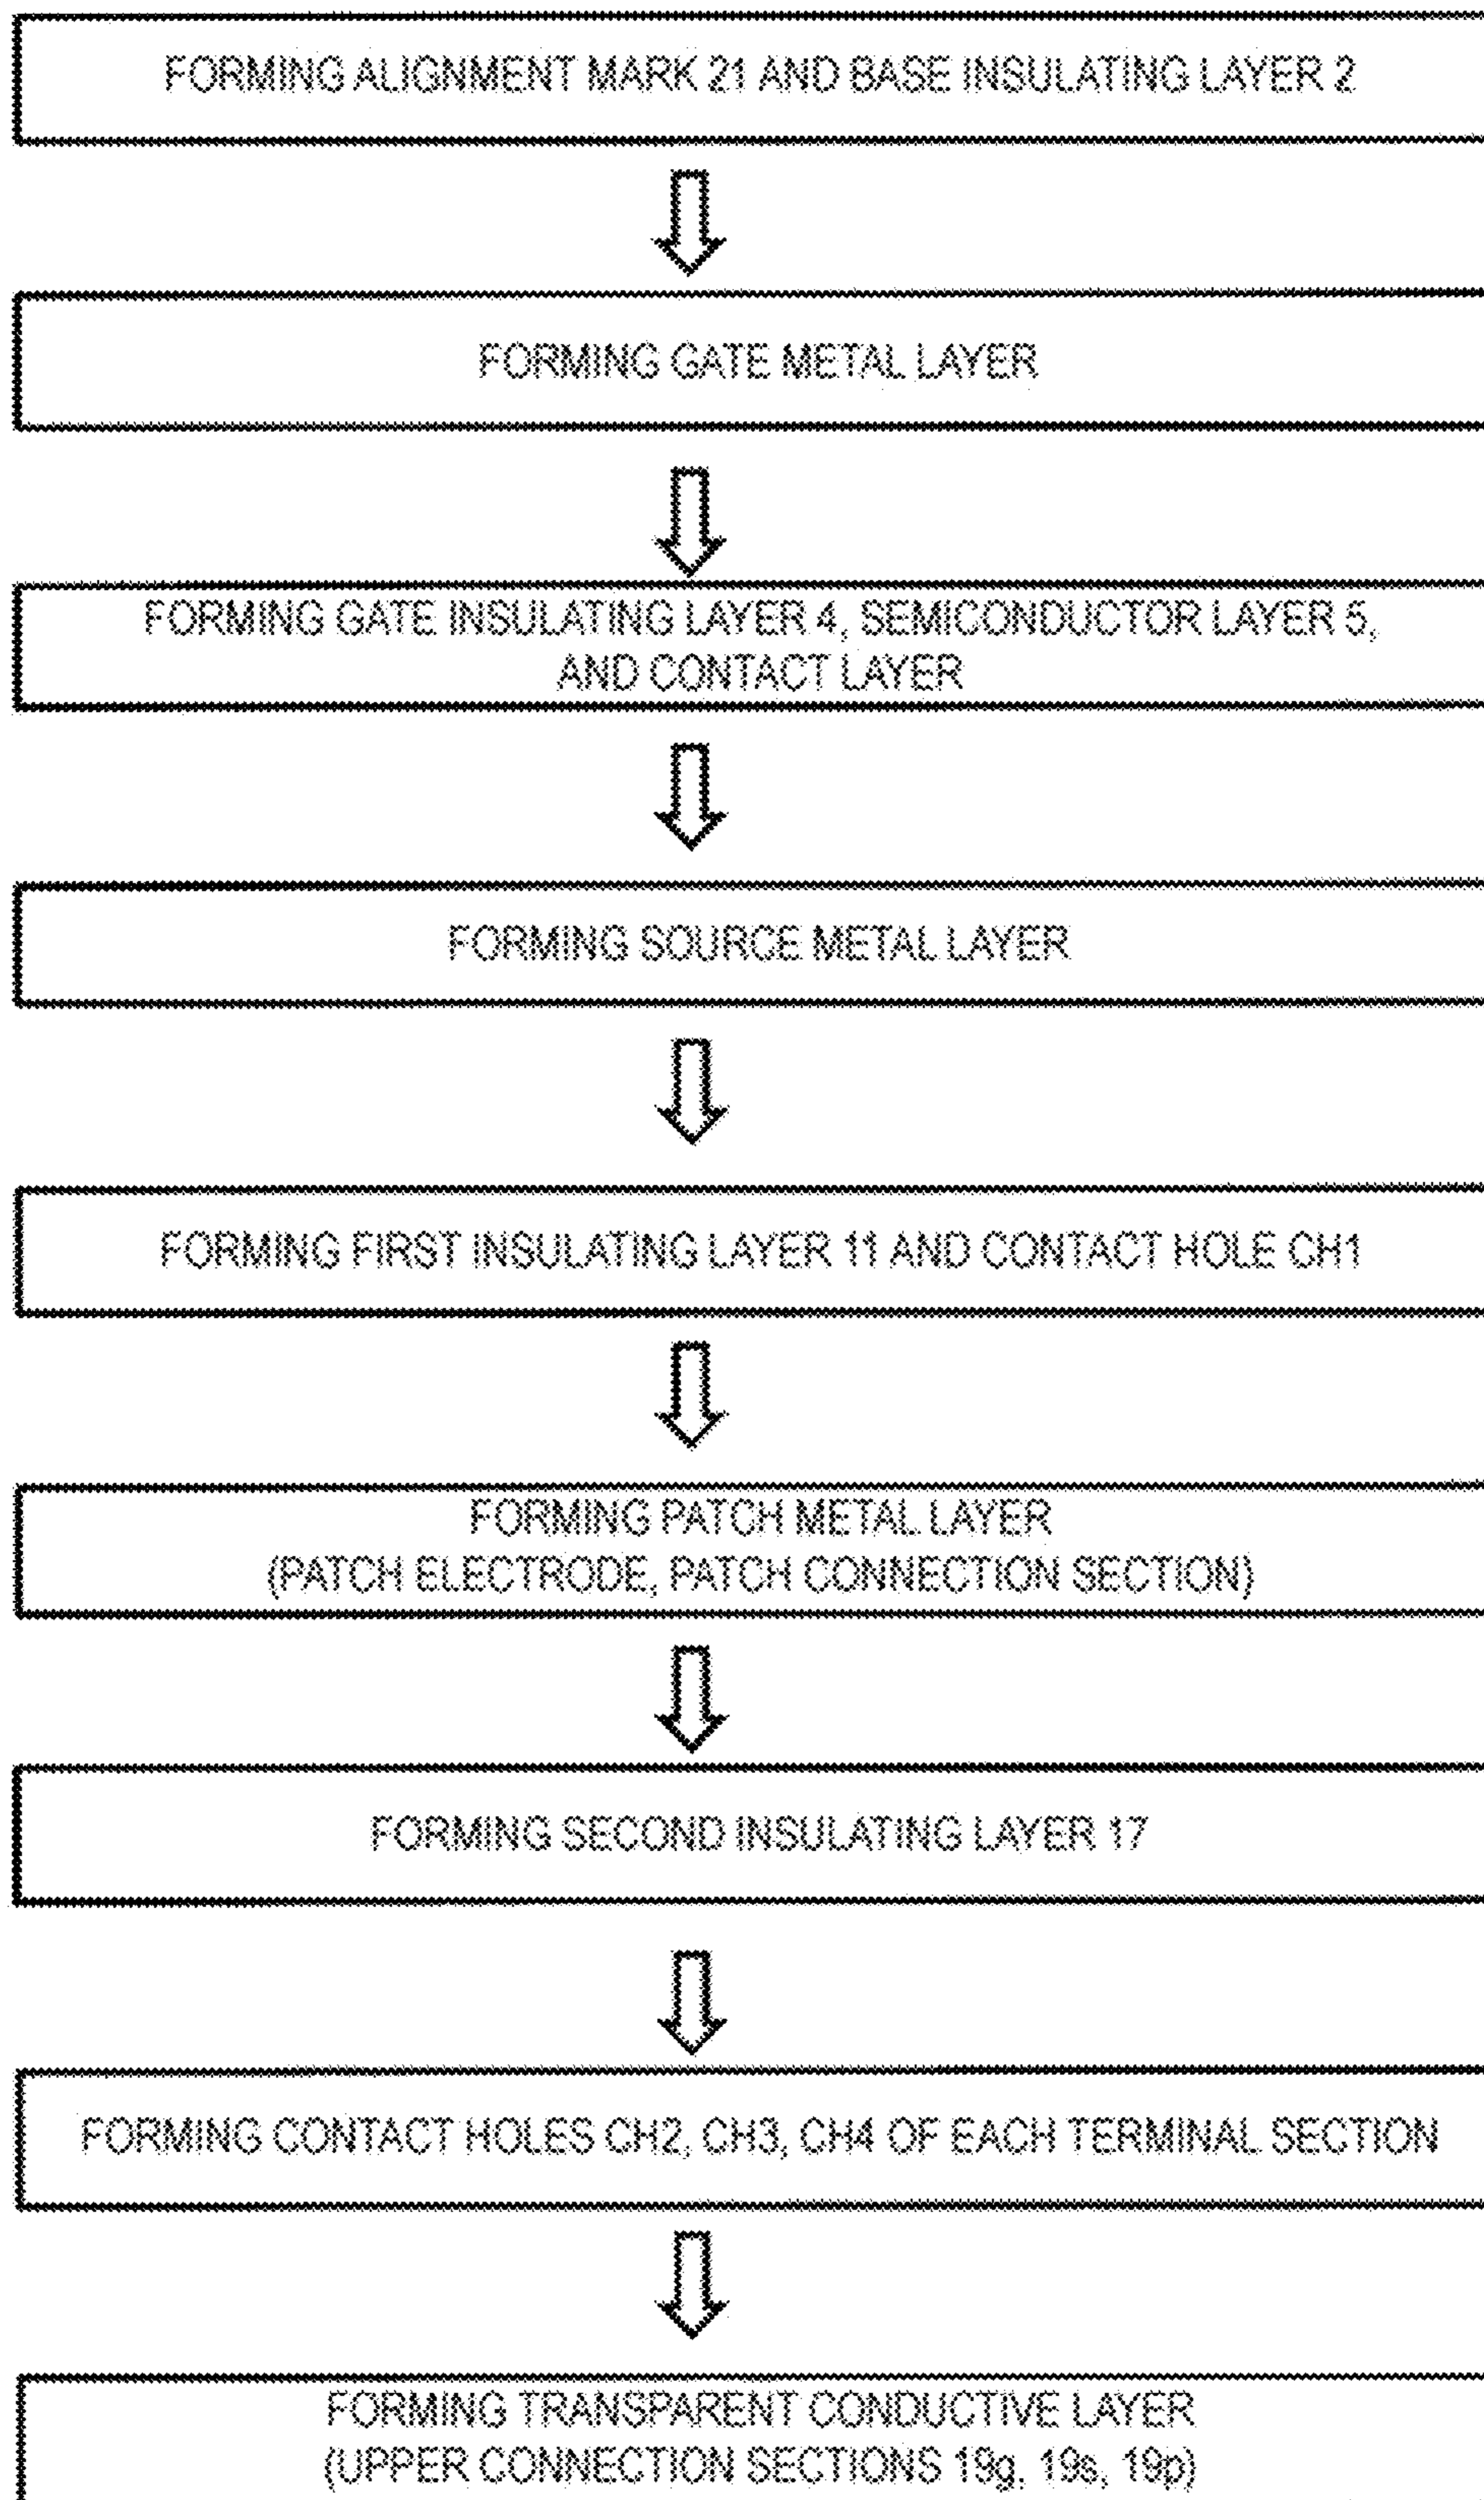 FORMING ALIGNMENT MARK 21 AND BASE INSULATING LAYER 2
FORMING GATE METAL LAYER
FORMING GATE INSULATING LAYER 4, SEMICONDUCTOR LAYER 5,
AND CONTACT LAYER
FORMING SOURCE METAL LAYER
FORMING FIRST INSULATING LAYER 11 AND CONTACT HOLE CH1
FORMING PATCH METAL LAYER
(PATCH ELECTRODE, PATCH CONNECTION SECTION)
FORMING SECOND INSULATING LAYER 17
FORMING CONTACT HOLES CH2, CH3, CH4 OF EACH TERMINAL SECTION
FORMING TRANSPARENT CONDUCTIVE LAYER
(UPPER CONNECTION SECTIONS 19g, 19s, 19p)